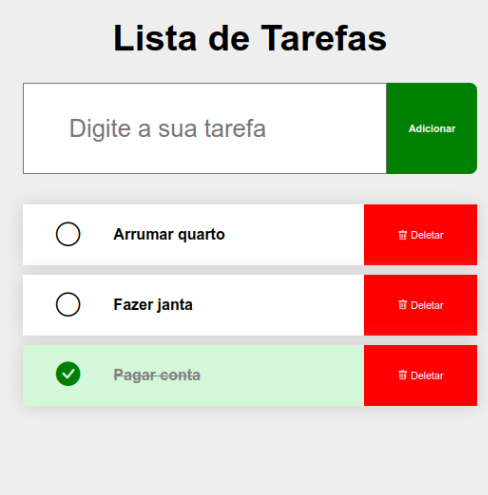 Lista de Tarefas
Digite a sua tarefa
Adicionar
Arrumar quarto
Deletar
Fazer janta
Deletar
Pagar conta
Deletar